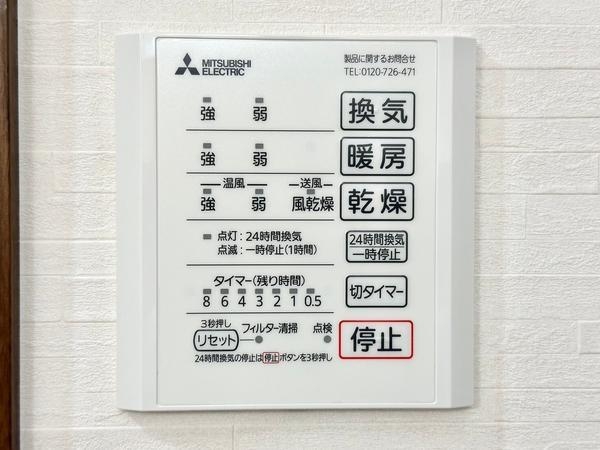 MITSUBISHI
ELECTRIC
製品に関するお問合せ
TEL:0120-726-471
強 弱 換気
強 弱 暖房
温風 送風
強 弱 風乾燥 乾燥
点灯:24時間換気
点滅:一時停止(1時間)
24時間換気
一時停止
タイマー(残り時間)
8 6 4 3 2 1 0.5
切タイマー
3秒押し
リセット フィルター清掃 点検
停止
24時間換気の停止は停止ボタンを3秒押し